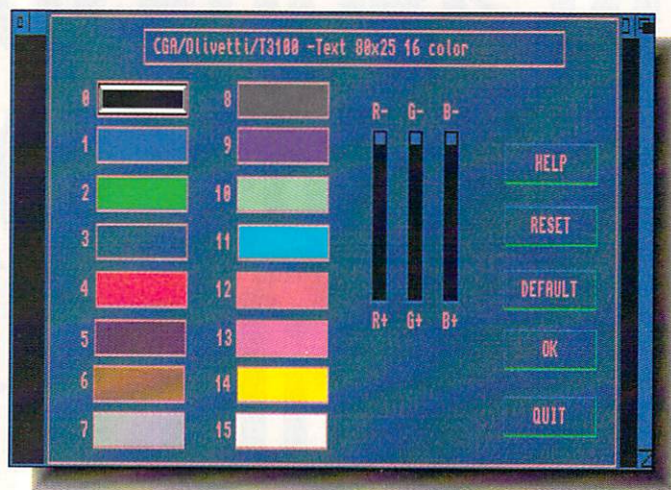 CGA/Olivetti/T3100 -Text 80x25 16 color
0
8
R- G- B-
1
9
HELP
2
10
RESET
3
11
4
12
DEFAULT
R+ G+ B+
5
13
OK
6
14
7
15
QUIT